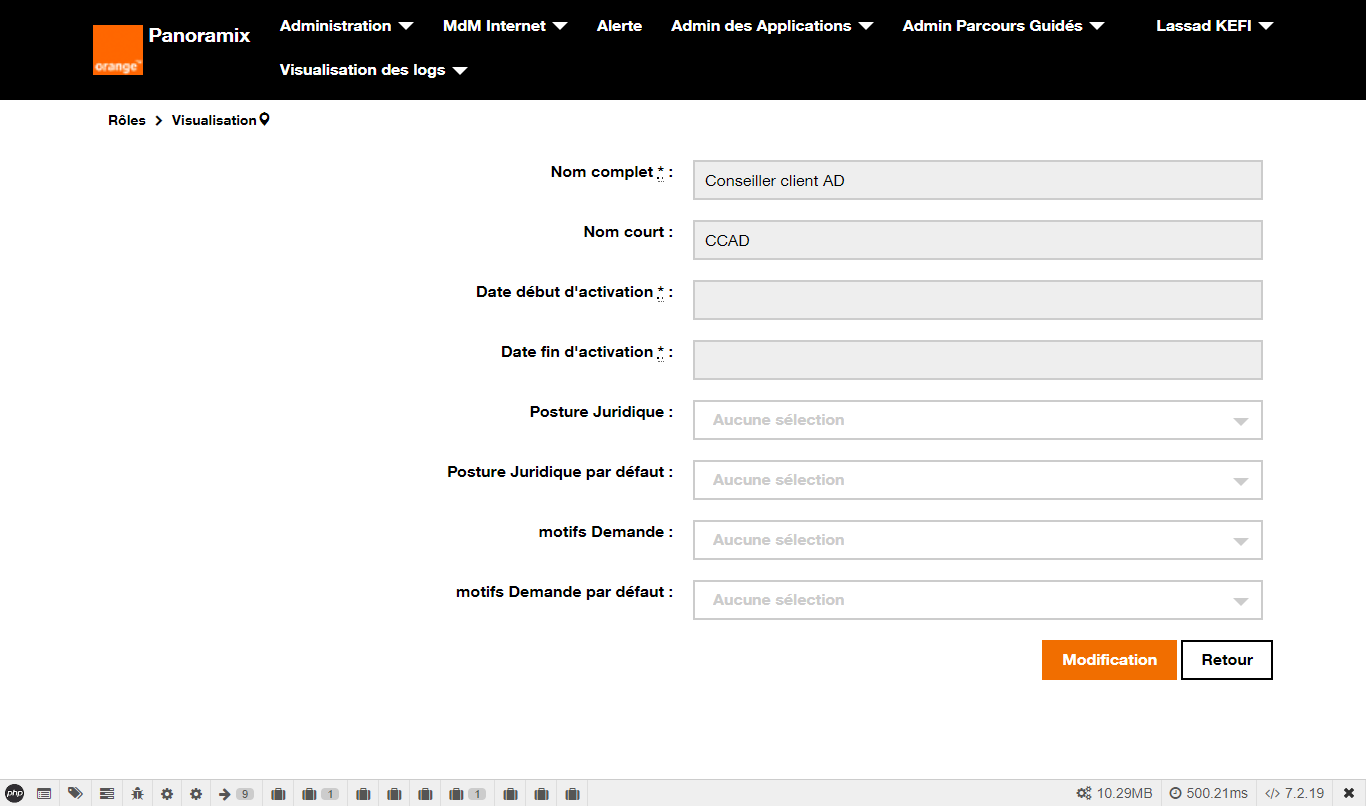 Administration MdM Internet Alerte Admin des Applications Admin Parcours Guidés Lassad KEFI
orange™ Panoramix
Visualisation des logs
Rôles > Visualisation
Nom complet * : Conseiller client AD
Nom court : CCAD
Date début d'activation * :
Date fin d'activation * :
Posture Juridique : Aucune sélection
Posture Juridique par défaut : Aucune sélection
motifs Demande : Aucune sélection
motifs Demande par défaut : Aucune sélection
Modification Retour
php 9 1 1 10.29MB 500.21ms </> 7.2.19